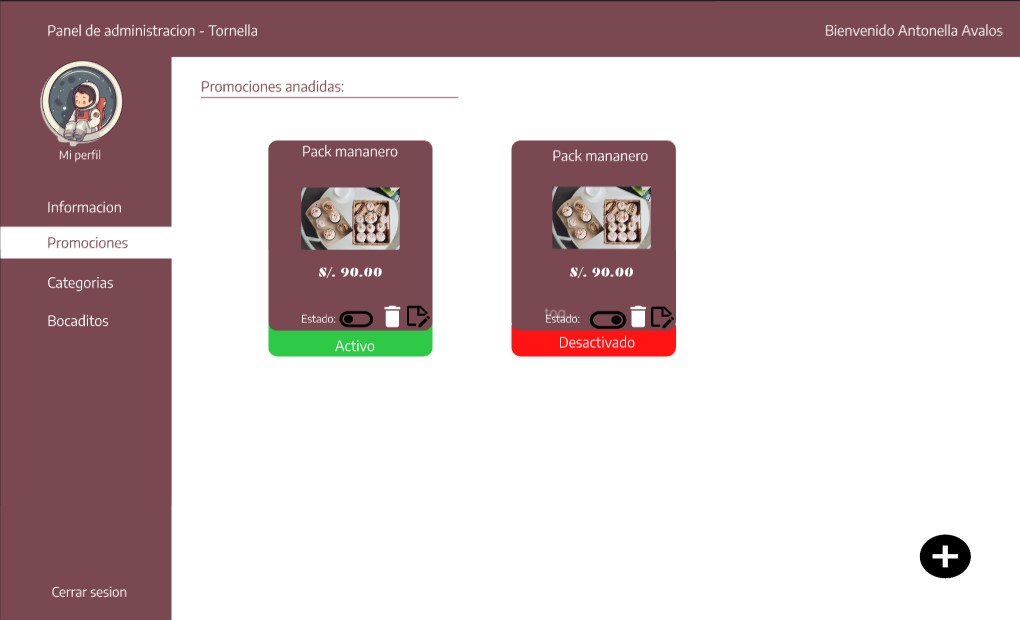 Panel de administracion - Tornella
Bienvenido Antonella Avalos
Mi perfil
Informacion
Promociones
Categorias
Bocaditos
Cerrar sesion
Promociones anadidas:
Pack mananero
S/. 90.00
Estado:
Activo
Pack mananero
S/. 90.00
Estado:
Desactivado